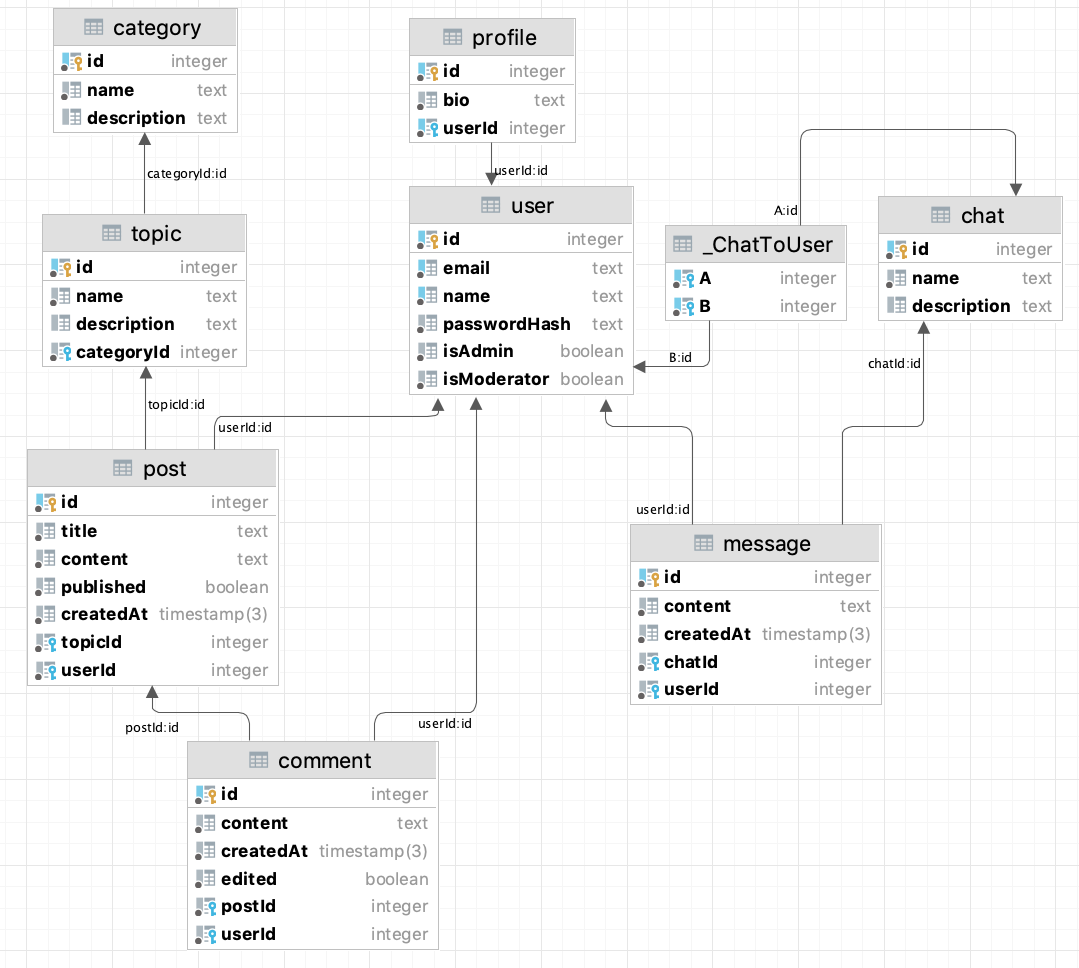 category
id integer
name text
description text
categoryId:id
topic
id integer
name text
description text
categoryId integer
topicId:id
userId:id
post
id integer
title text
content text
published boolean
createdAt timestamp(3)
topicId integer
userId integer
postId:id
userId:id
comment
id integer
content text
createdAt timestamp(3)
edited boolean
postId integer
userId integer
profile
id integer
bio text
userId integer
userId:id
user
id integer
email text
name text
passwordHash text
isAdmin boolean
isModerator boolean
A:id
_ChatToUser
A integer
B integer
B:id
chat
id integer
name text
description text
chatId:id
userId:id
message
id integer
content text
createdAt timestamp(3)
chatId integer
userId integer